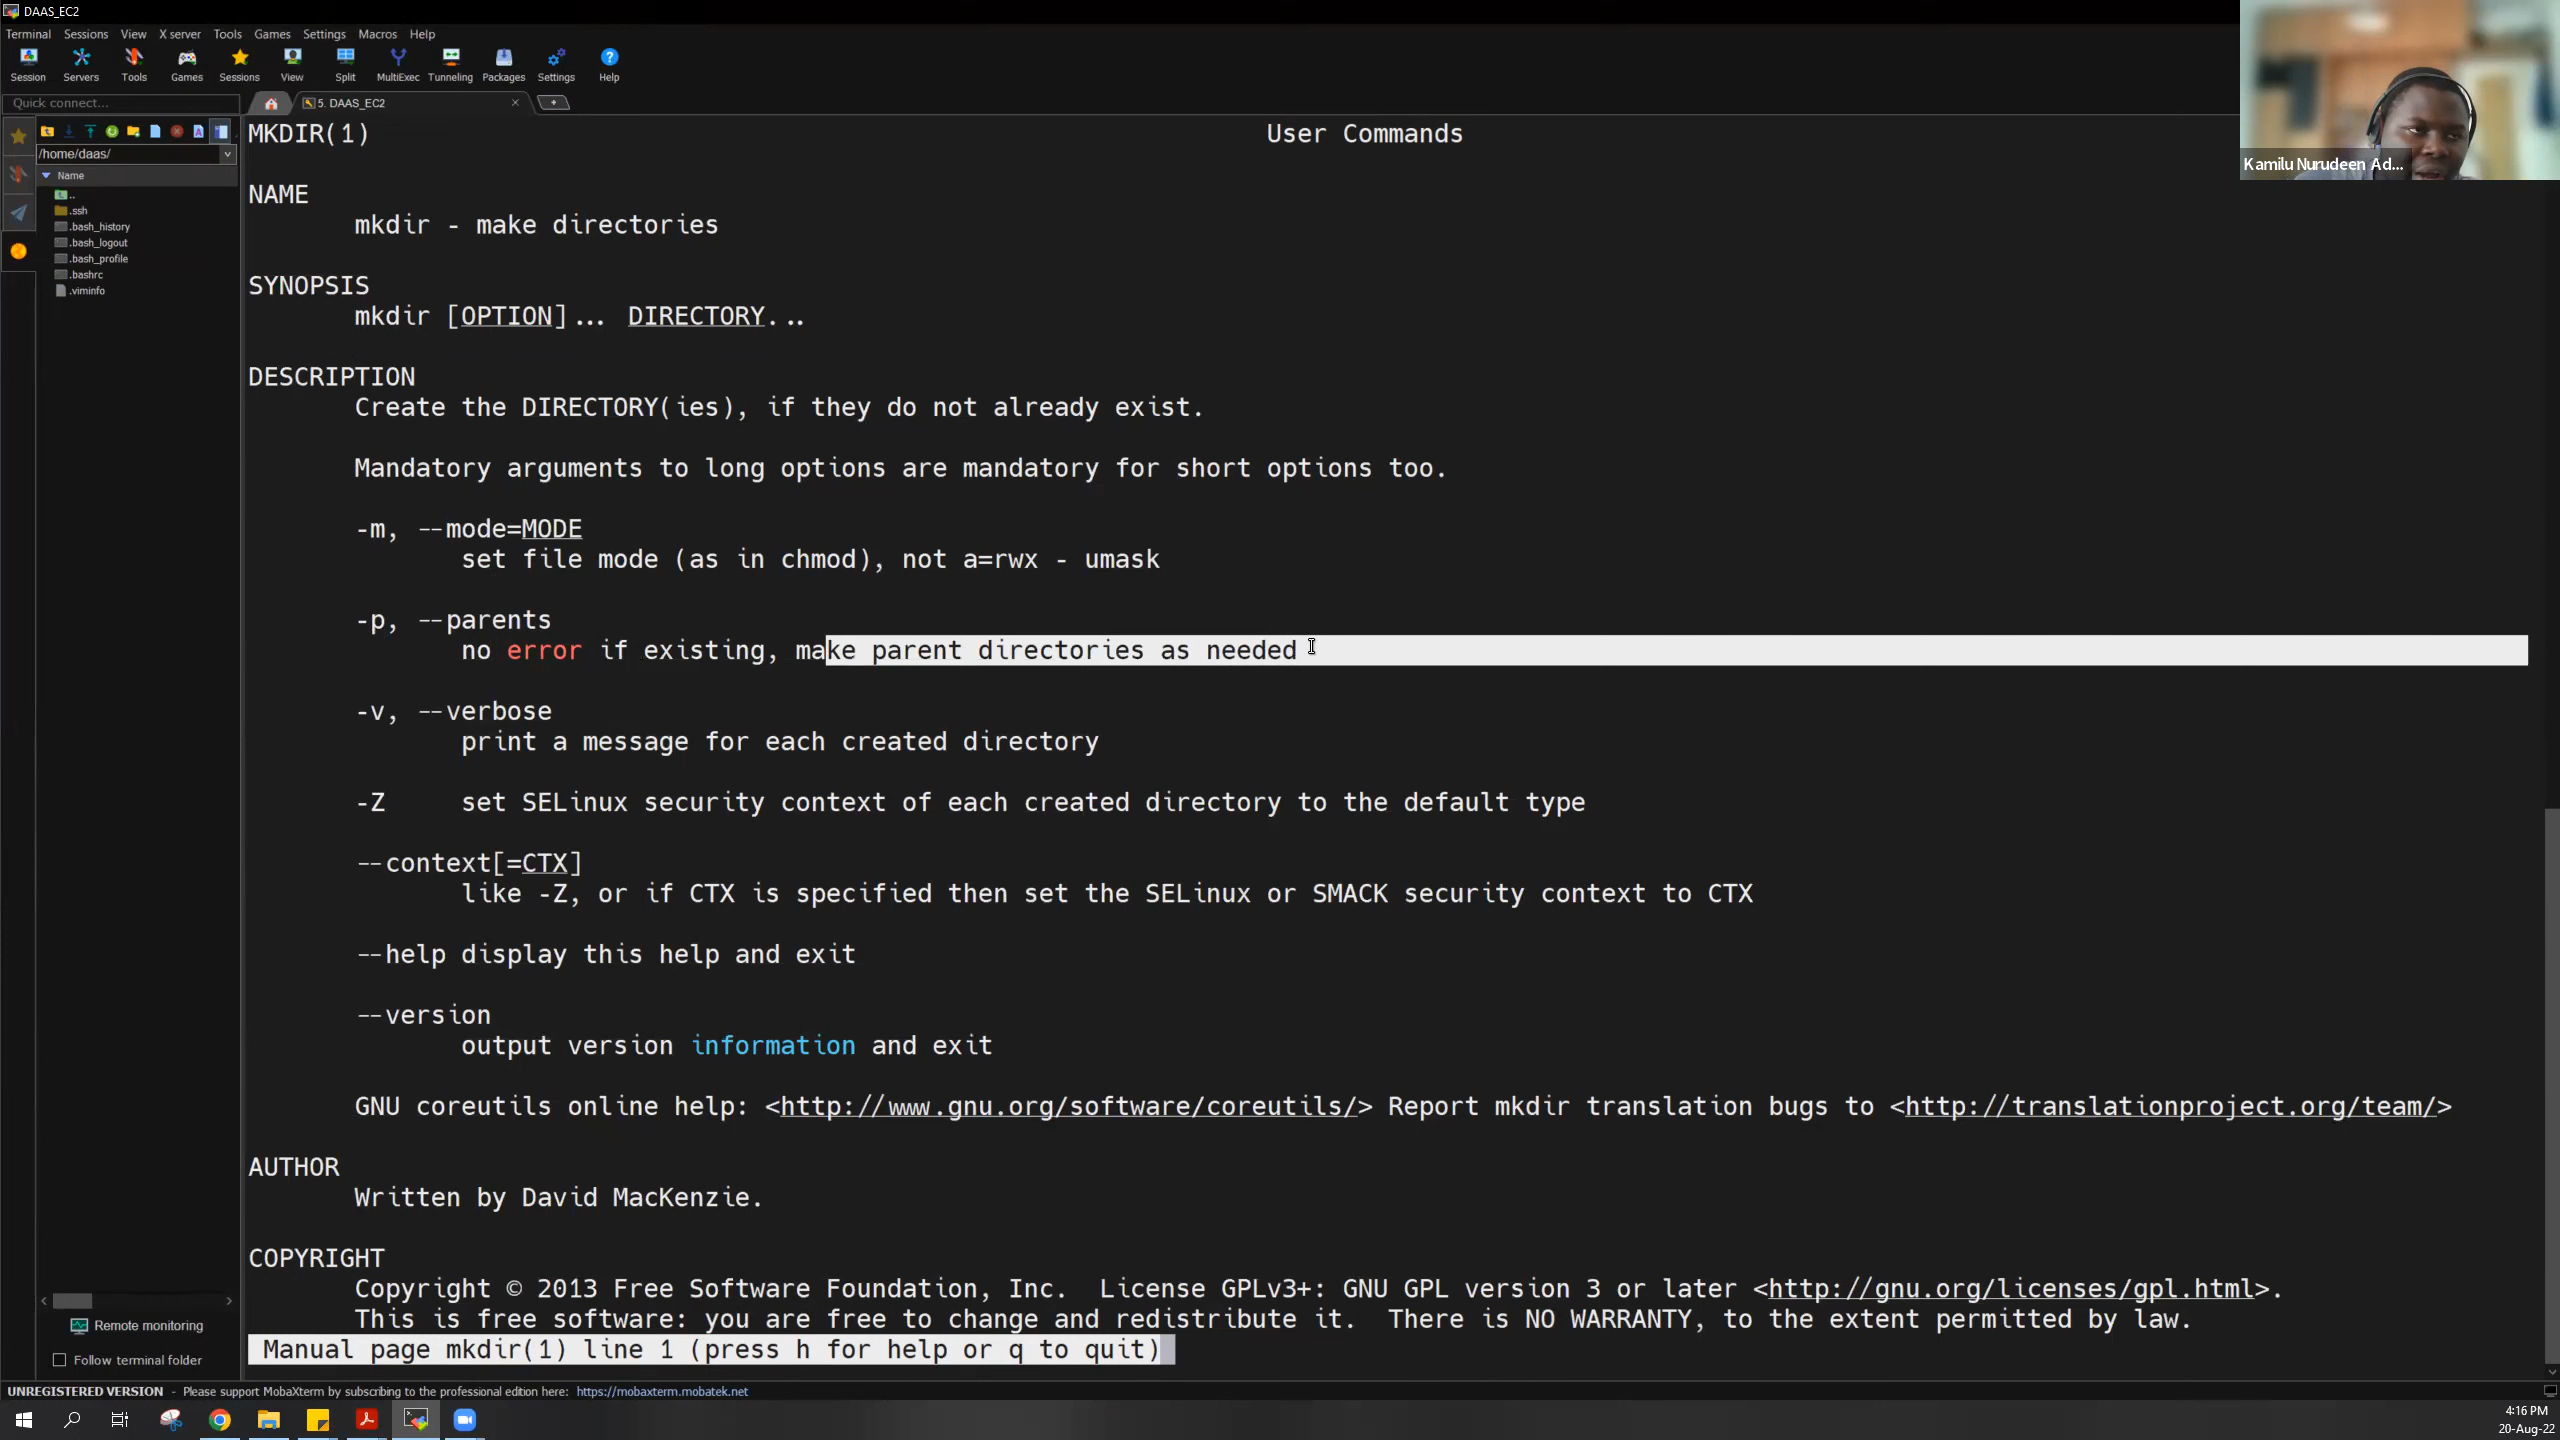 DAAS_EC2
Terminal Sessions View X server Tools Games Settings Macros Help
Session Servers Tools Games Sessions View Split MultiExec Tunneling Packages Settings Help
Quick connect...
5. DAAS_EC2
/home/daas/
Name
..
.ssh
.bash_history
.bash_logout
.bash_profile
.bashrc
.viminfo
Kamilu Nurudeen Ad...
MKDIR(1) User Commands
NAME
mkdir - make directories
SYNOPSIS
mkdir [OPTION]... DIRECTORY...
DESCRIPTION
Create the DIRECTORY(ies), if they do not already exist.
Mandatory arguments to long options are mandatory for short options too.
-m, --mode=MODE
set file mode (as in chmod), not a=rwx - umask
-p, --parents
no error if existing, make parent directories as needed
-v, --verbose
print a message for each created directory
-Z set SELinux security context of each created directory to the default type
--context[=CTX]
like -Z, or if CTX is specified then set the SELinux or SMACK security context to CTX
--help display this help and exit
--version
output version information and exit
GNU coreutils online help: <http://www.gnu.org/software/coreutils/> Report mkdir translation bugs to <http://translationproject.org/team/>
AUTHOR
Written by David MacKenzie.
COPYRIGHT
Copyright © 2013 Free Software Foundation, Inc. License GPLv3+: GNU GPL version 3 or later <http://gnu.org/licenses/gpl.html>.
This is free software: you are free to change and redistribute it. There is NO WARRANTY, to the extent permitted by law.
Manual page mkdir(1) line 1 (press h for help or q to quit)
Remote monitoring
Follow terminal folder
UNREGISTERED VERSION - Please support MobaXterm by subscribing to the professional edition here: https://mobaxterm.mobatek.net
4:16 PM
20-Aug-22